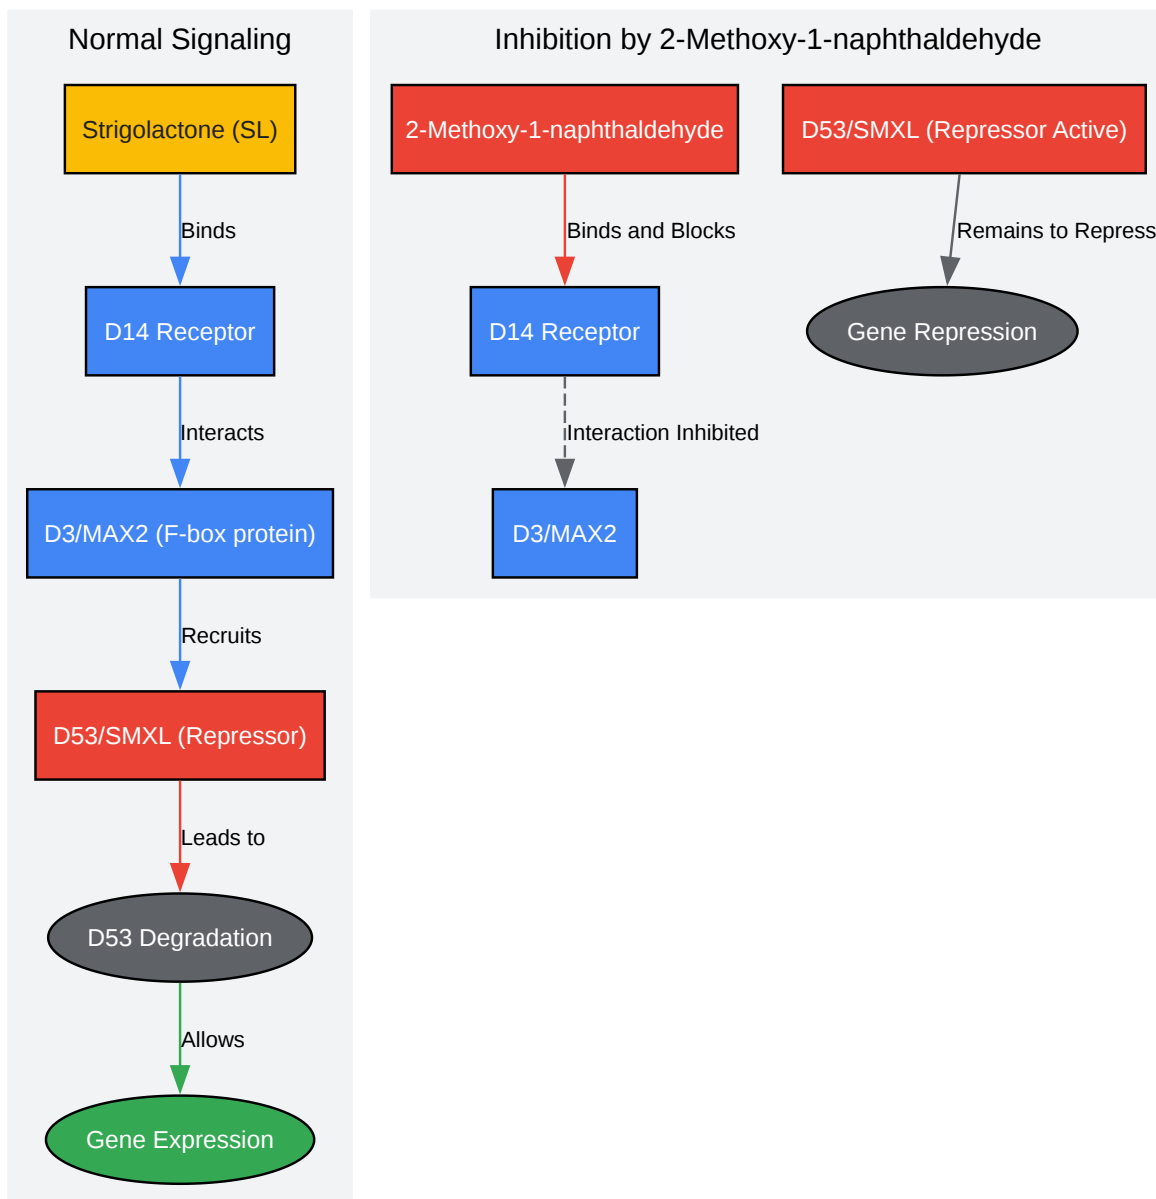 Normal Signaling
Strigolactone (SL)
Binds
D14 Receptor
Interacts
D3/MAX2 (F-box protein)
Recruits
D53/SMXL (Repressor)
Leads to
D53 Degradation
Allows
Gene Expression
Inhibition by 2-Methoxy-1-naphthaldehyde
2-Methoxy-1-naphthaldehyde
Binds and Blocks
D14 Receptor
Interaction Inhibited
D3/MAX2
D53/SMXL (Repressor Active)
Remains to Repress
Gene Repression